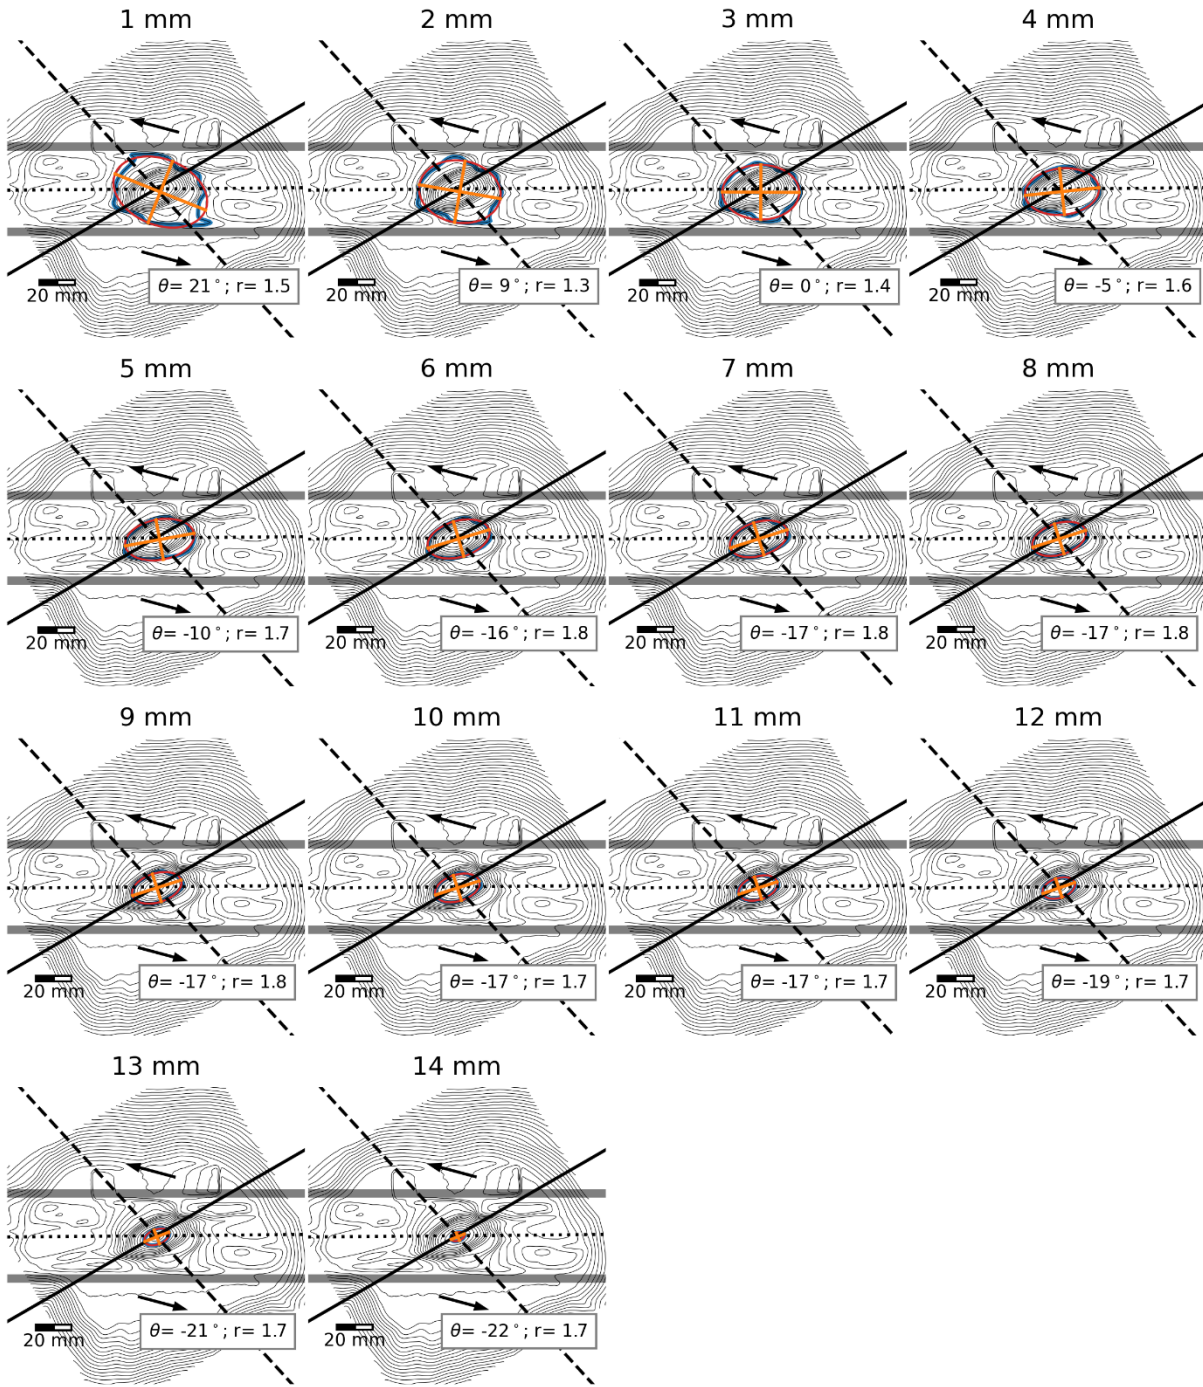 1 mm
2 mm
3 mm
4 mm
20 mm
θ= 21°; r= 1.5
20 mm
θ= 9°; r= 1.3
20 mm
θ= 0°; r= 1.4
20 mm
θ= -5°; r= 1.6
5 mm
6 mm
7 mm
8 mm
20 mm
θ= -10°; r= 1.7
20 mm
θ= -16°; r= 1.8
20 mm
θ= -17°; r= 1.8
20 mm
θ= -17°; r= 1.8
9 mm
10 mm
11 mm
12 mm
20 mm
θ= -17°; r= 1.8
20 mm
θ= -17°; r= 1.7
20 mm
θ= -17°; r= 1.7
20 mm
θ= -19°; r= 1.7
13 mm
14 mm
20 mm
θ= -21°; r= 1.7
20 mm
θ= -22°; r= 1.7